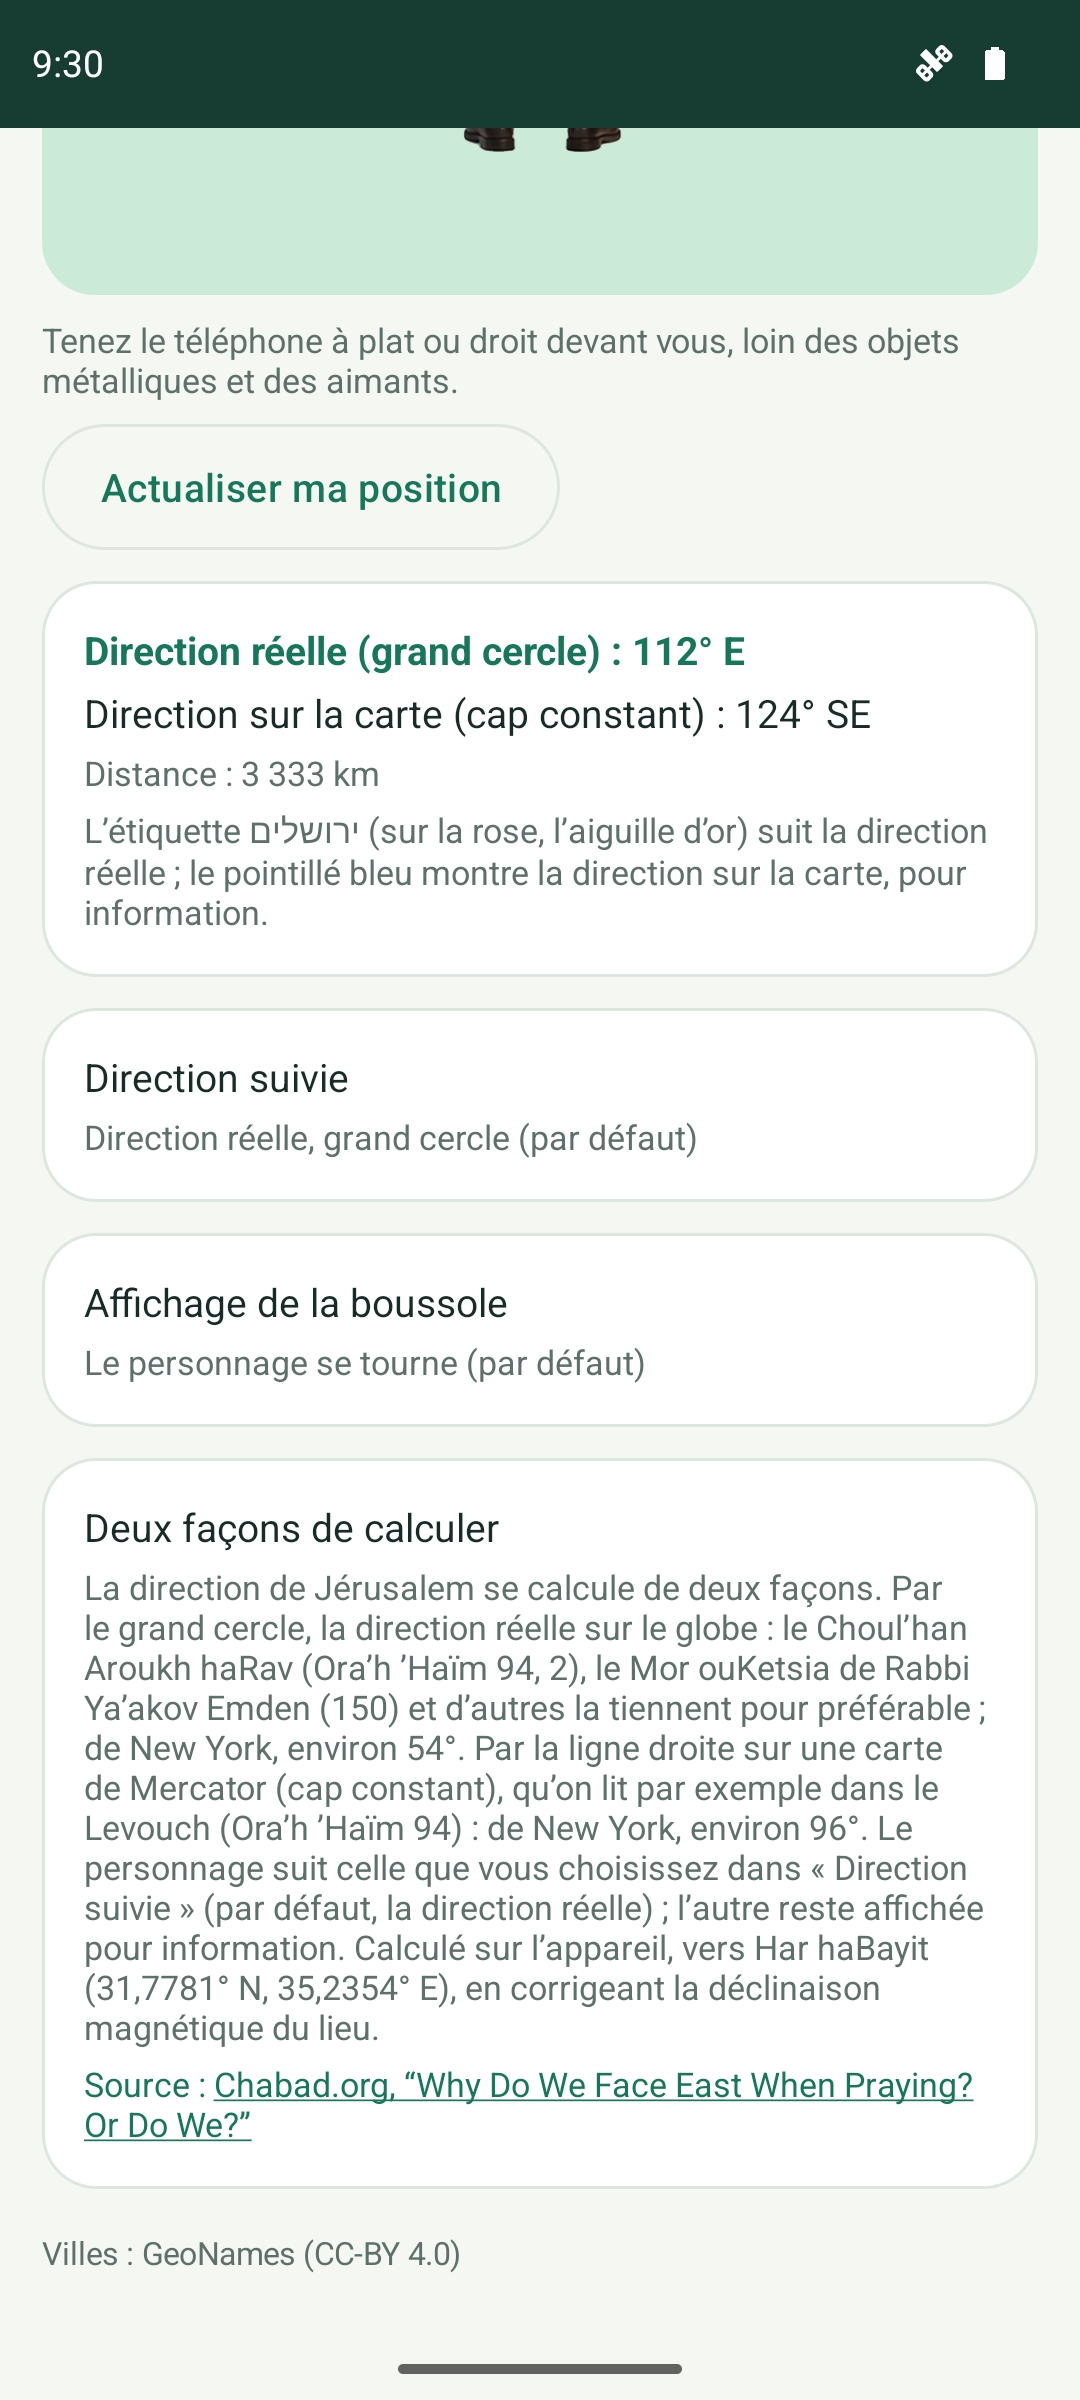 9:30
Tenez le téléphone à plat ou droit devant vous, loin des objets
métalliques et des aimants.
Actualiser ma position
Direction réelle (grand cercle) : 112° E
Direction sur la carte (cap constant) : 124° SE
Distance : 3 333 km
L’étiquette ירושלים (sur la rose, l’aiguille d’or) suit la direction
réelle ; le pointillé bleu montre la direction sur la carte, pour
information.
Direction suivie
Direction réelle, grand cercle (par défaut)
Affichage de la boussole
Le personnage se tourne (par défaut)
Deux façons de calculer
La direction de Jérusalem se calcule de deux façons. Par
le grand cercle, la direction réelle sur le globe : le Choul’han
Aroukh haRav (Ora’h ’Haïm 94, 2), le Mor ouKetsia de Rabbi
Ya’akov Emden (150) et d’autres la tiennent pour préférable ;
de New York, environ 54°. Par la ligne droite sur une carte
de Mercator (cap constant), qu’on lit par exemple dans le
Levouch (Ora’h ’Haïm 94) : de New York, environ 96°. Le
personnage suit celle que vous choisissez dans « Direction
suivie » (par défaut, la direction réelle) ; l’autre reste affichée
pour information. Calculé sur l’appareil, vers Har haBayit
(31,7781° N, 35,2354° E), en corrigeant la déclinaison
magnétique du lieu.
Source : Chabad.org, “Why Do We Face East When Praying?
Or Do We?”
Villes : GeoNames (CC-BY 4.0)